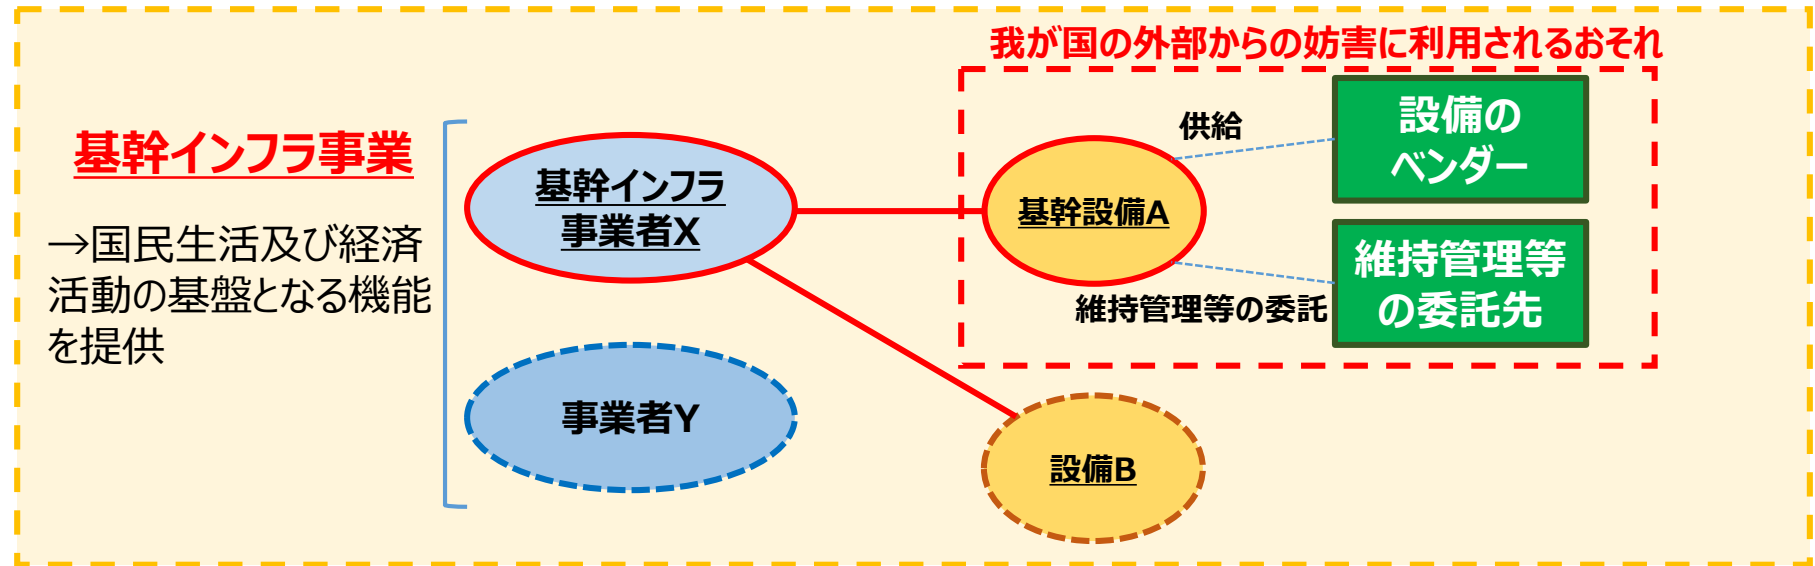 我が国の外部からの妨害に利用されるおそれ
基幹インフラ事業
→国民生活及び経済
活動の基盤となる機能
を提供
基幹インフラ
事業者X
事業者Y
基幹設備A
設備B
供給
維持管理等の委託
設備の
ベンダー
維持管理等
の委託先